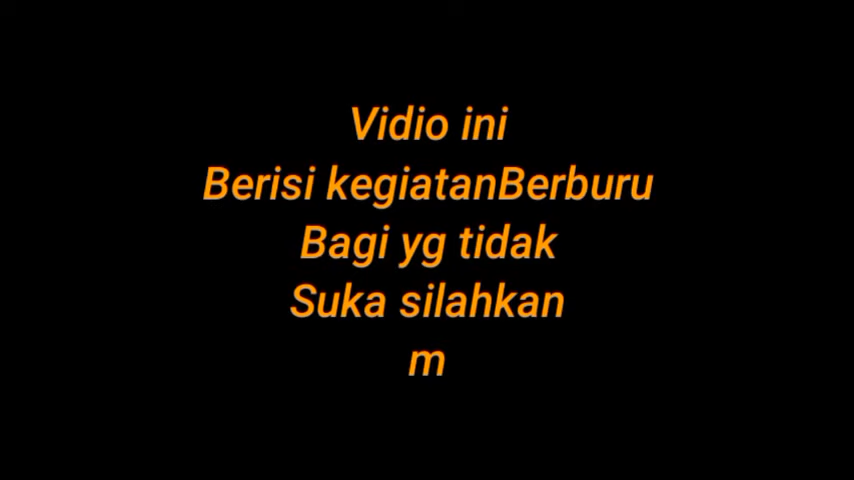 Vidio ini
Berisi kegiatanBerburu
Bagi yg tidak
Suka silahkan
m